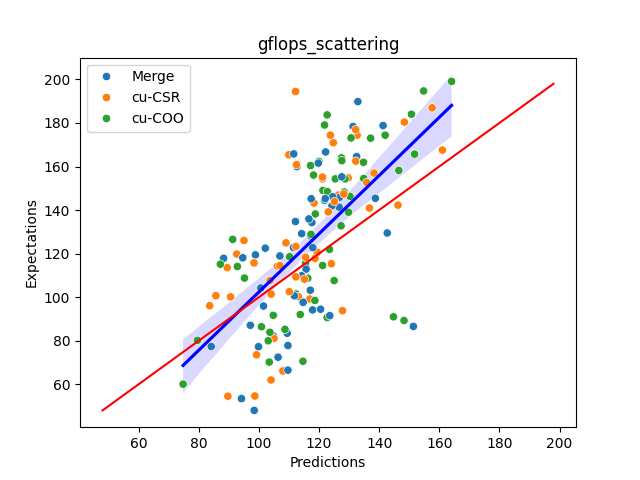 gflops_scattering
Merge
cu-CSR
cu-COO
Expectations
200
180
160
140
120
100
80
60
60 80 100 120 140 160 180 200
Predictions